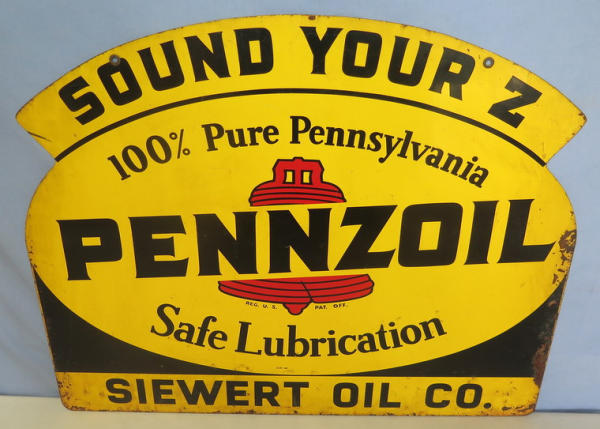 SOUND YOUR Z
100% Pure Pennsylvania
PENNZOIL
REG. U. S. PAT. OFF.
Safe Lubrication
SIEWERT OIL CO.